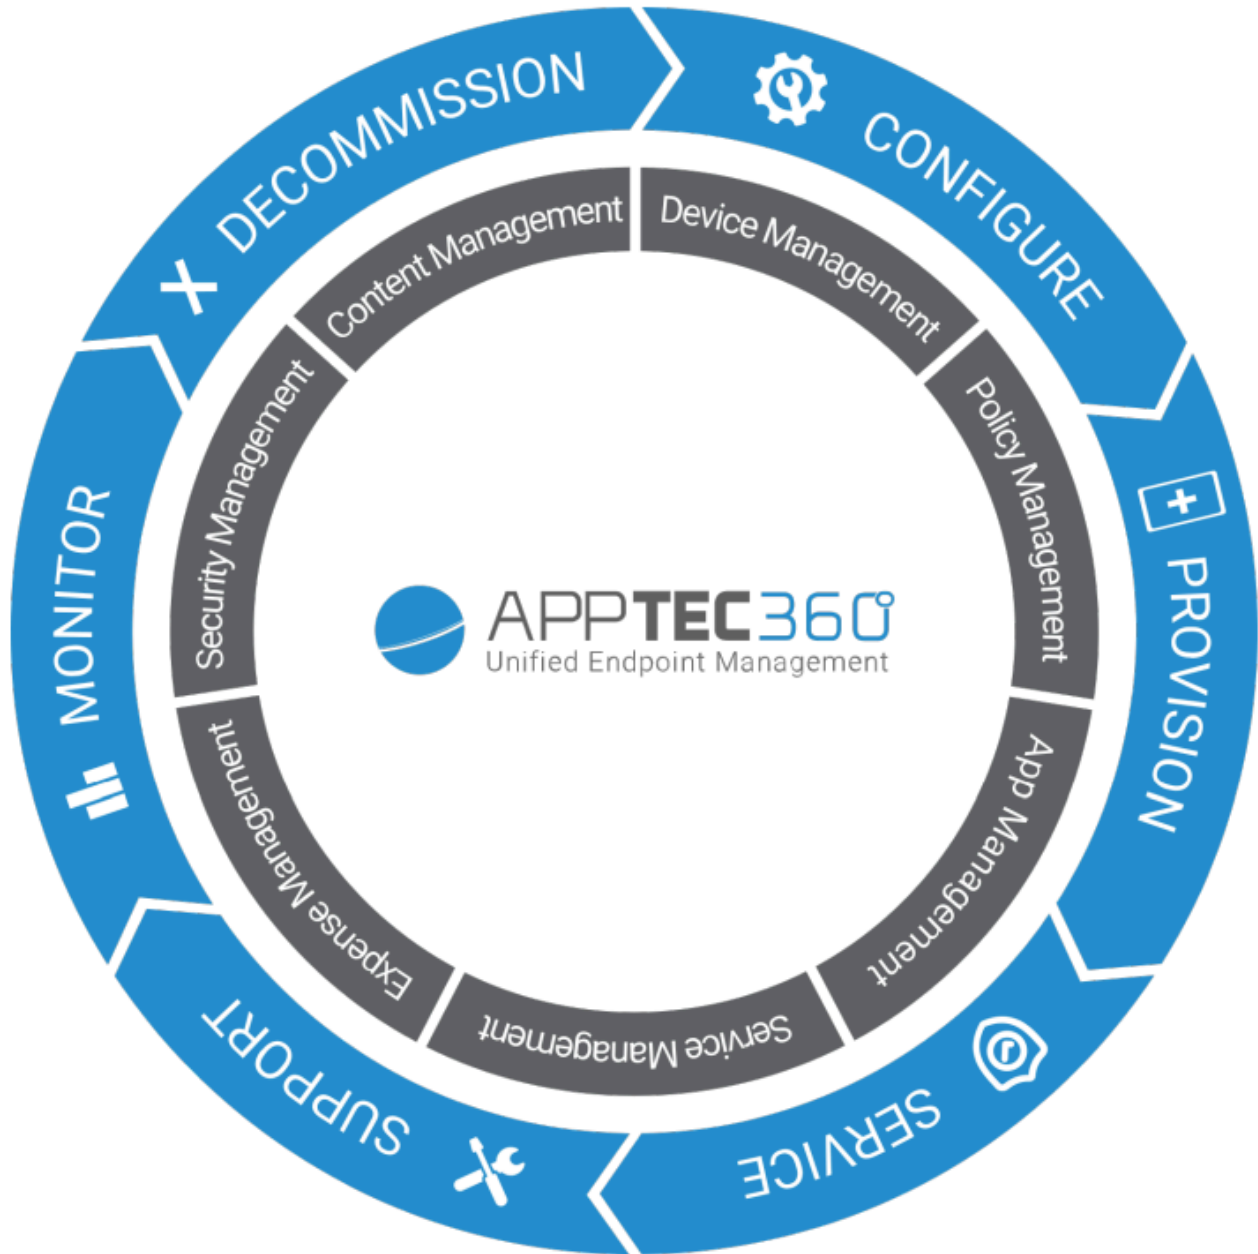 CONFIGURE
PROVISION
SERVICE
SUPPORT
MONITOR
DECOMMISSION
Device Management
Policy Management
App Management
Service Management
Expense Management
Security Management
Content Management
APPTEC360°
Unified Endpoint Management